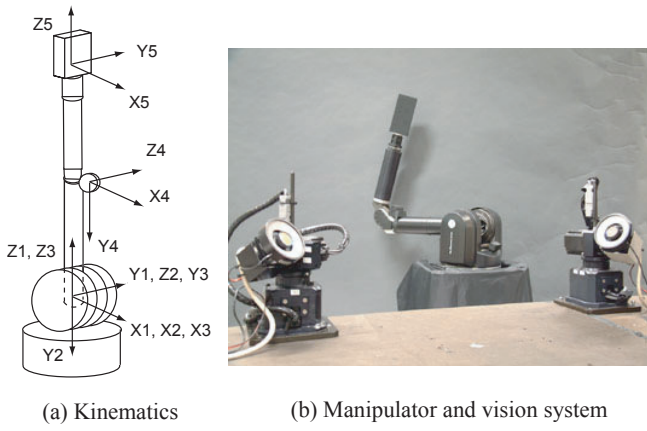 Z5
Y5
X5
Z4
X4
Y4
Z1, Z3
Y1, Z2, Y3
X1, X2, X3
Y2
(a) Kinematics
(b) Manipulator and vision system